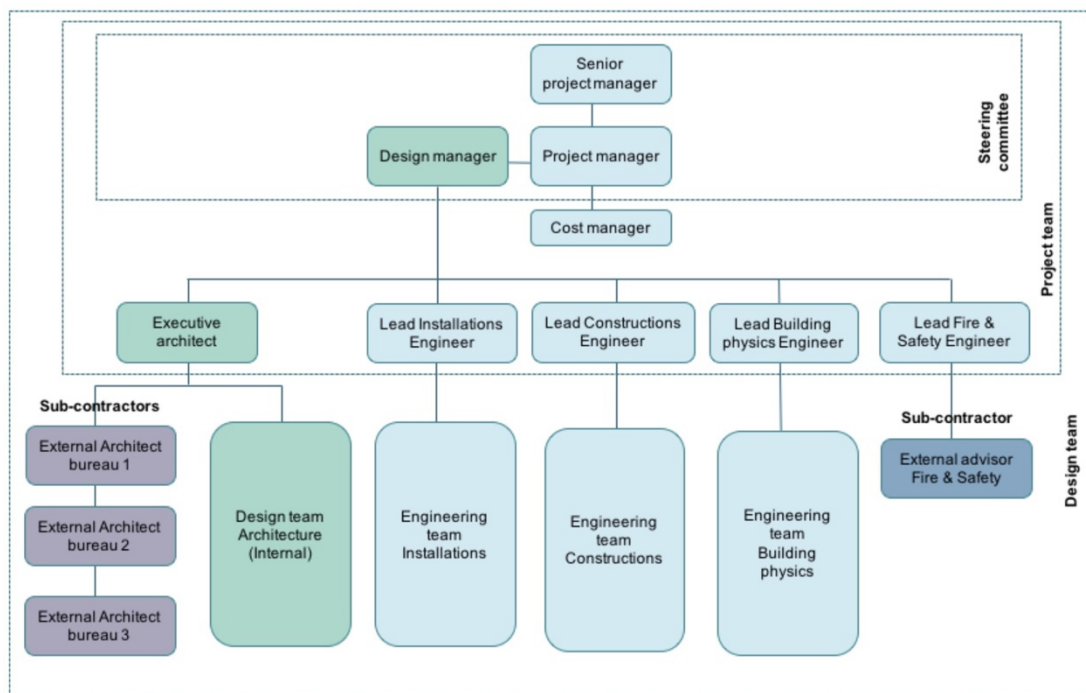 Senior
project manager
Steering
committee
Design manager
Project manager
Cost manager
Project team
Executive
architect
Lead Installations
Engineer
Lead Constructions
Engineer
Lead Building
physics Engineer
Lead Fire &
Safety Engineer
Sub-contractors
Sub-contractor
External Architect
bureau 1
External advisor
Fire & Safety
Design team
External Architect
bureau 2
Design team
Architecture
(Internal)
Engineering
team
Installations
Engineering
team
Constructions
Engineering
team
Building
physics
External Architect
bureau 3